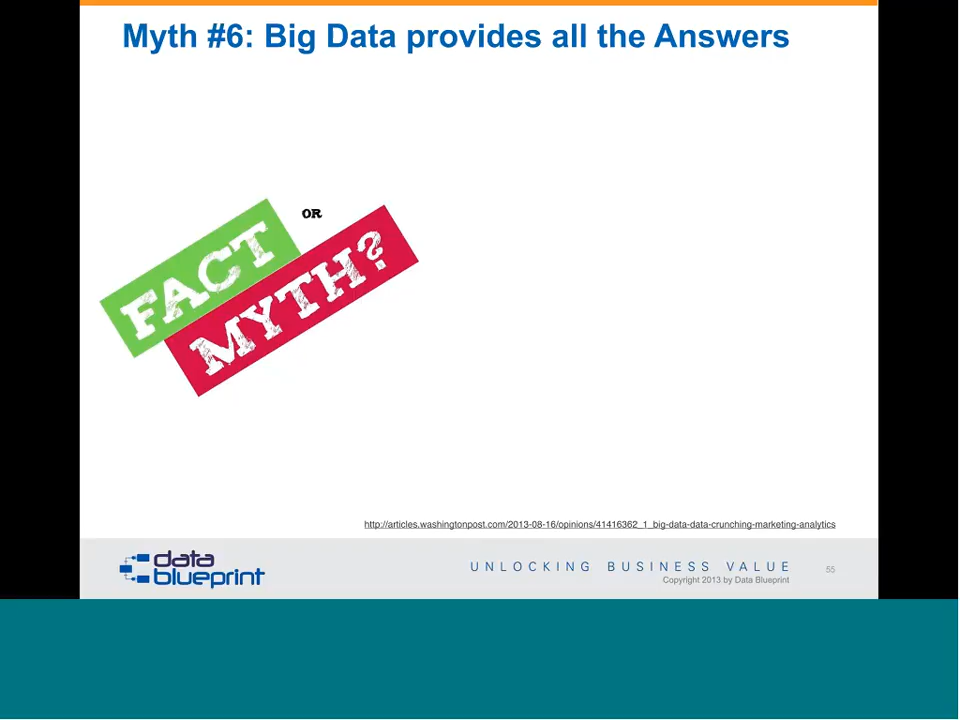 Myth #6: Big Data provides all the Answers
FACT
OR
MYTH?
http://articles.washingtonpost.com/2013-08-16/opinions/41416362_1_big-data-data-crunching-marketing-analytics
data
blueprint
UNLOCKING BUSINESS VALUE
Copyright 2013 by Data Blueprint
55